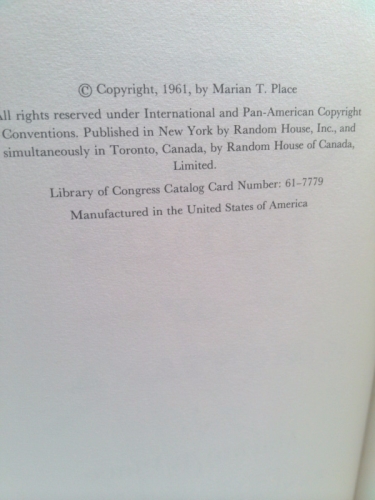 © Copyright, 1961, by Marian T. Place
ll rights reserved under International and Pan-American Copyright
Conventions. Published in New York by Random House, Inc., and
simultaneously in Toronto, Canada, by Random House of Canada,
Limited.
Library of Congress Catalog Card Number: 61-7779
Manufactured in the United States of America